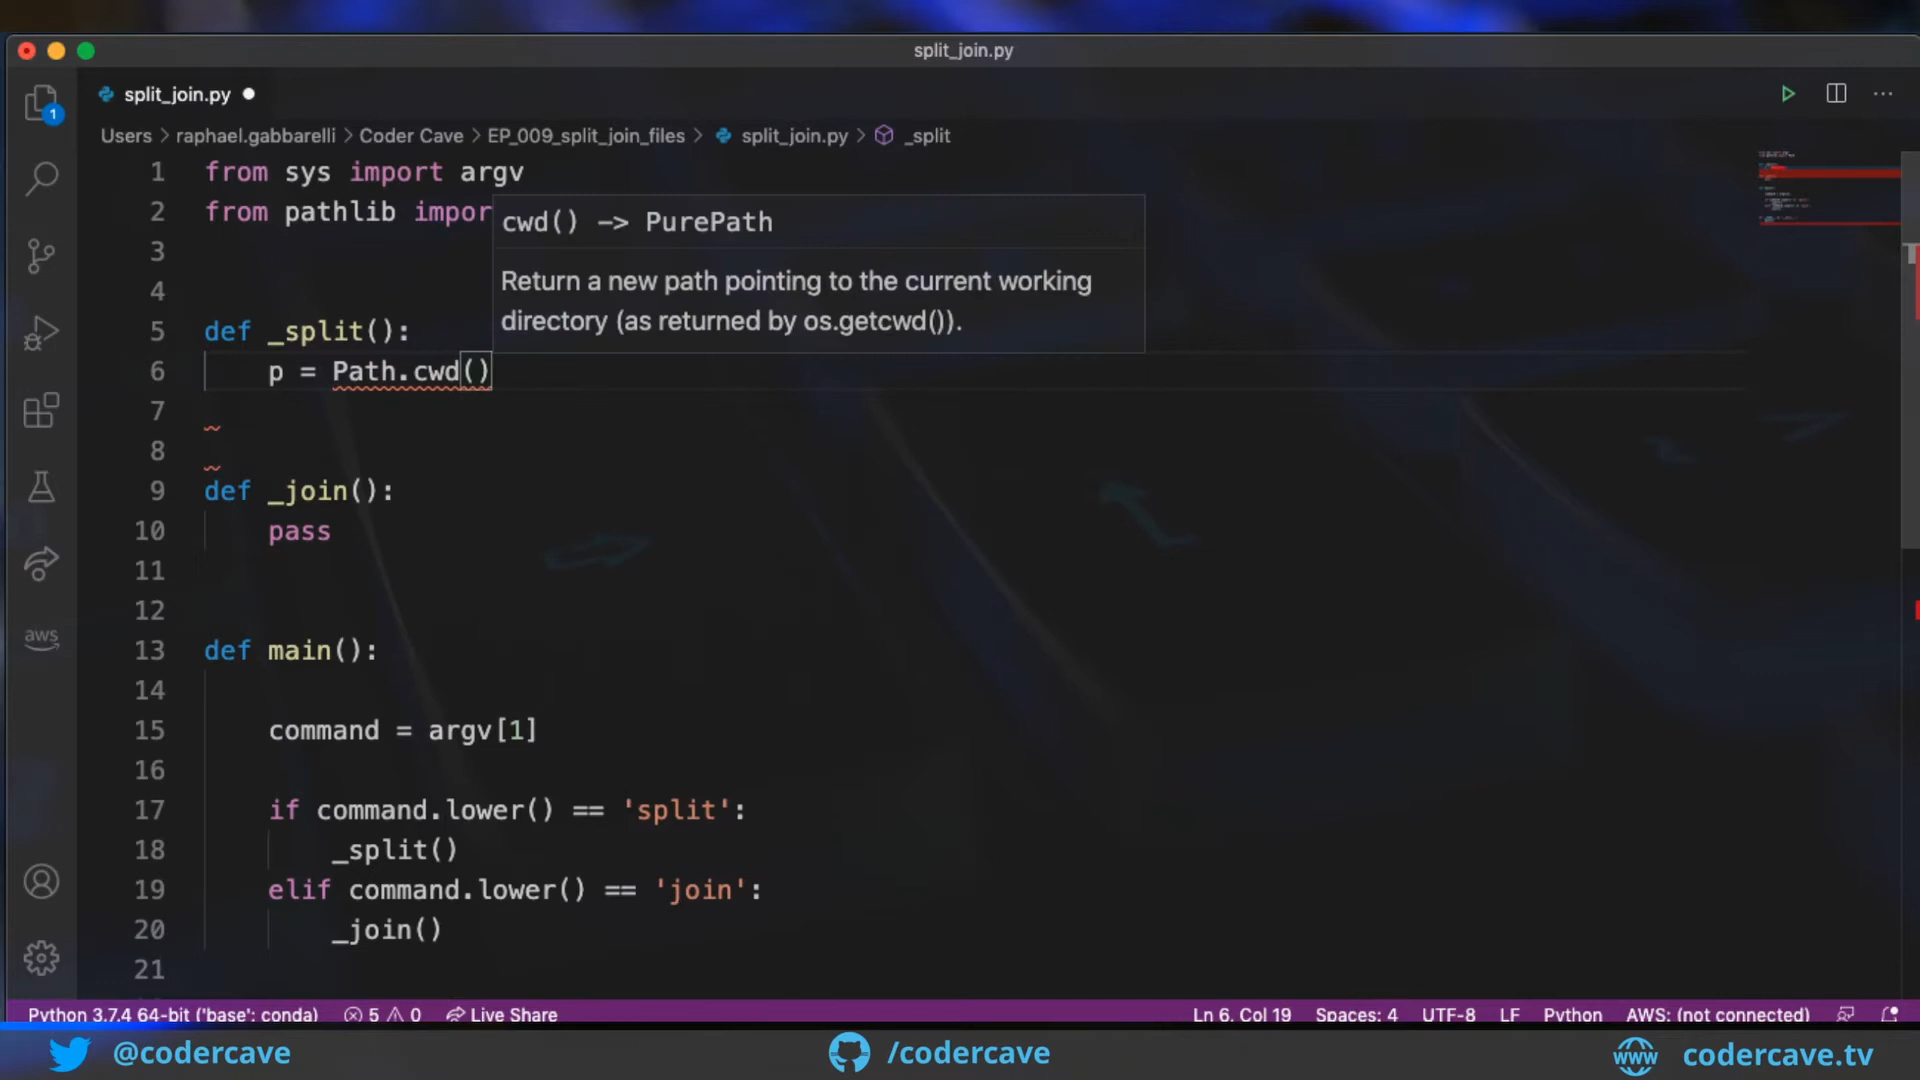 split_join.py
split_join.py
Users > raphael.gabbarelli > Coder Cave > EP_009_split_join_files > split_join.py > _split
1 from sys import argv
2 from pathlib impor
cwd() -> PurePath
3
Return a new path pointing to the current working
4
directory (as returned by os.getcwd()).
5 def _split():
6 p = Path.cwd()
7
8
9 def _join():
10 pass
11
12
13 def main():
14
15 command = argv[1]
16
17 if command.lower() == 'split':
18 _split()
19 elif command.lower() == 'join':
20 _join()
21
1
aws
Python 3.7.4 64-bit ('base': conda) 5 0 Live Share Ln 6, Col 19 Spaces: 4 UTF-8 LF Python AWS: (not connected)
@codercave /codercave www codercave.tv